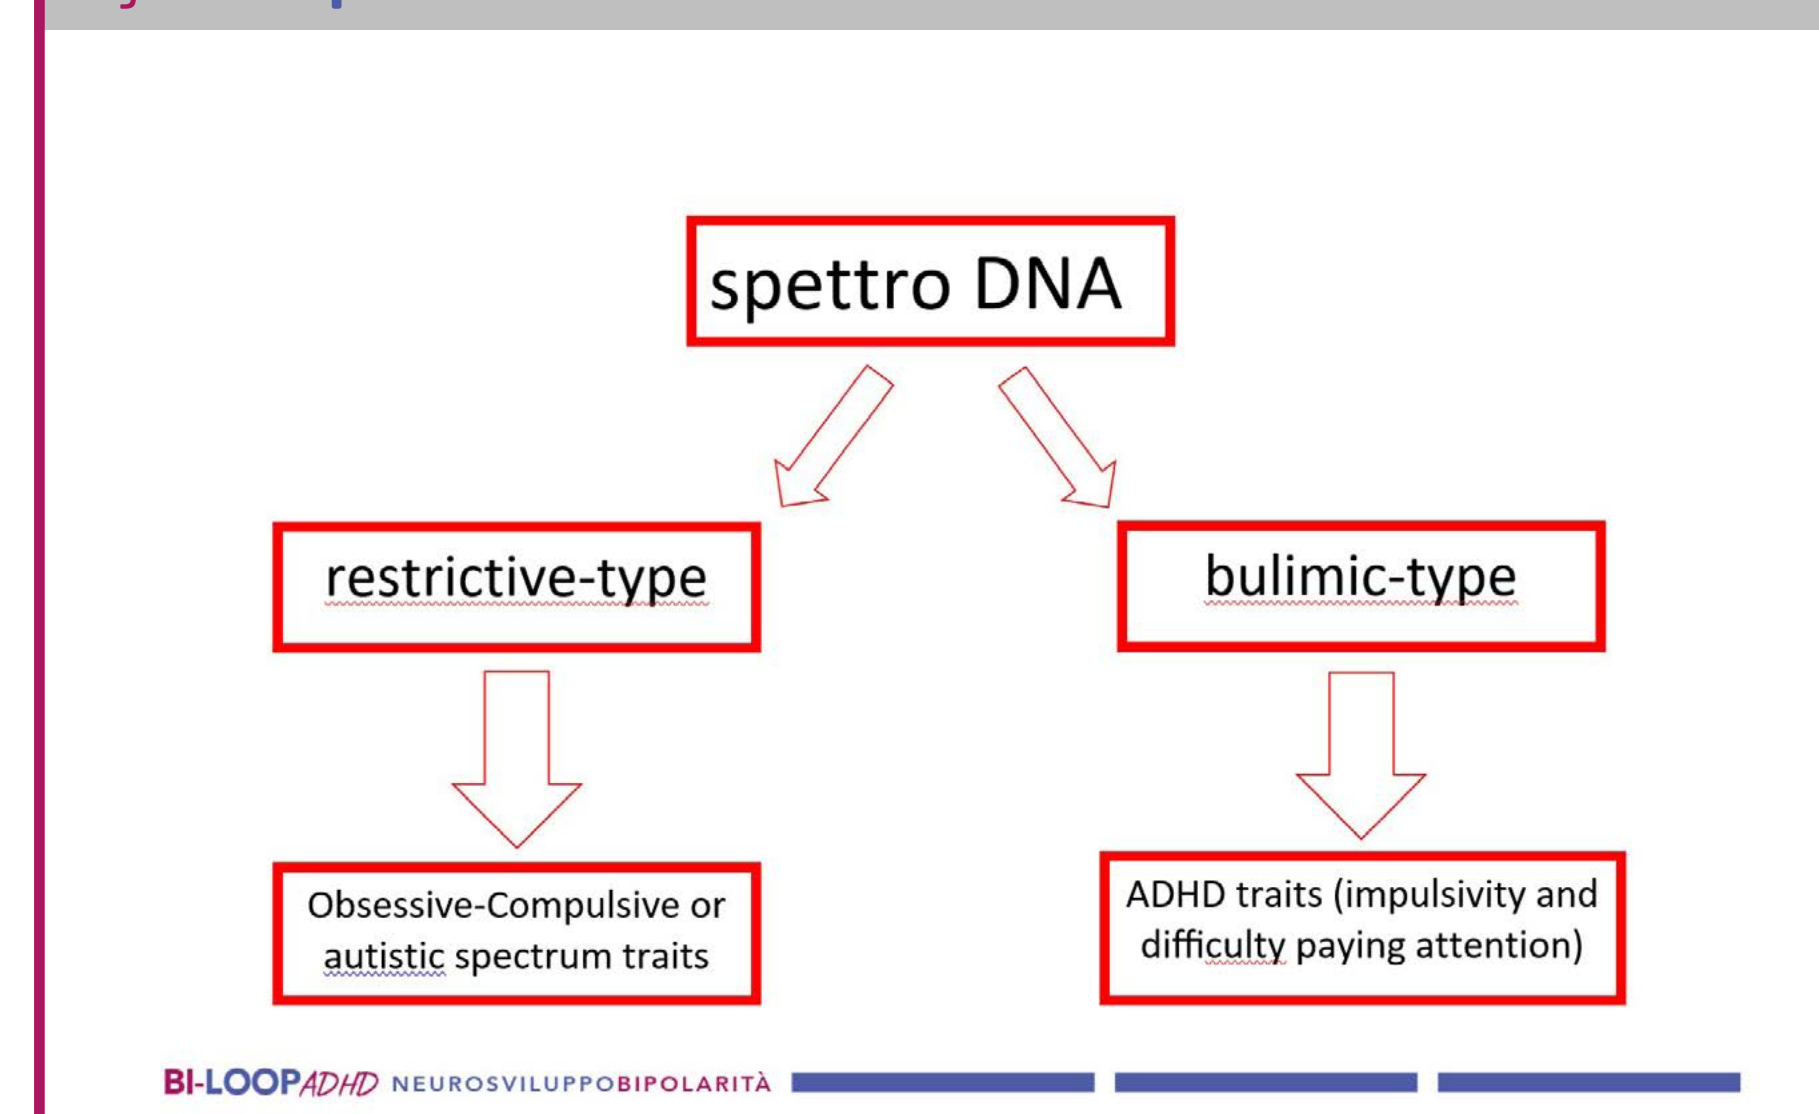 spettro DNA
restrictive-type
bulimic-type
Obsessive-Compulsive or
autistic spectrum traits
ADHD traits (impulsivity and
difficulty paying attention)
BI-LOOPADHD NEUROSVILUPPOBIPOLARITÀ